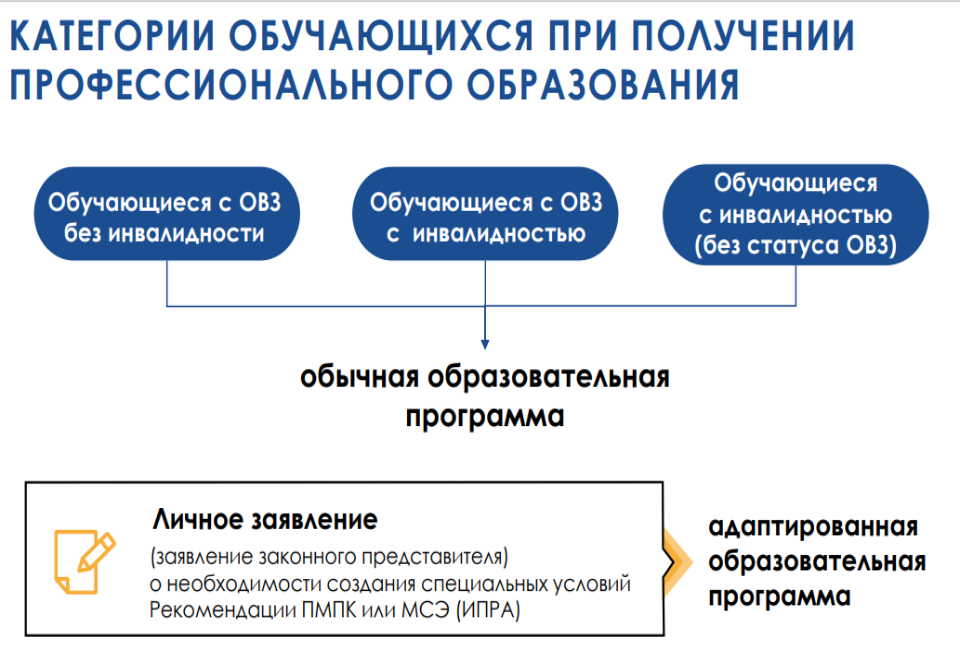 КАТЕГОРИИ ОБУЧАЮЩИХСЯ ПРИ ПОЛУЧЕНИИ
ПРОФЕССИОНАЛЬНОГО ОБРАЗОВАНИЯ
Обучающиеся с ОВЗ
без инвалидности
Обучающиеся с ОВЗ
с инвалидностью
Обучающиеся
с инвалидностью
(без статуса ОВЗ)
обычная образовательная
программа
Личное заявление
(заявление законного представителя)
о необходимости создания специальных условий
Рекомендации ПМПК или МСЭ (ИПРА)
адаптированная
образовательная
программа